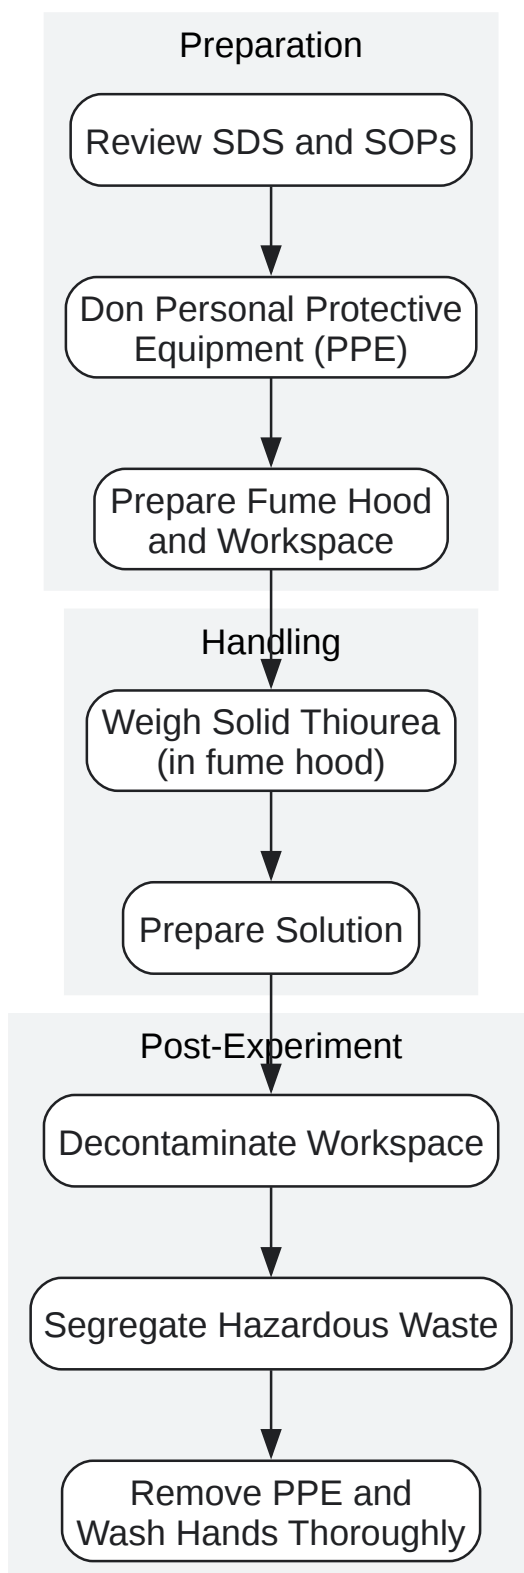 Preparation
Review SDS and SOPs
Don Personal Protective
Equipment (PPE)
Prepare Fume Hood
and Workspace
Handling
Weigh Solid Thiourea
(in fume hood)
Prepare Solution
Post-Experiment
Decontaminate Workspace
Segregate Hazardous Waste
Remove PPE and
Wash Hands Thoroughly